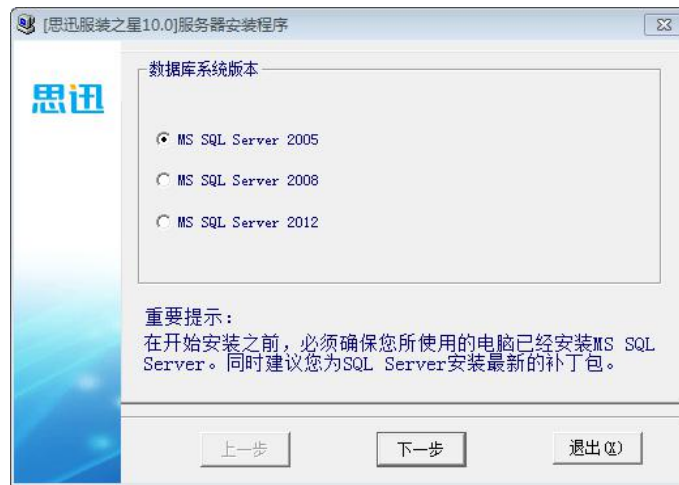 [思迅服装之星10.0]服务器安装程序
思迅
数据库系统版本
MS SQL Server 2005
MS SQL Server 2008
MS SQL Server 2012
重要提示：
在开始安装之前，必须确保您所使用的电脑已经安装MS SQL
Server。同时建议您为SQL Server安装最新的补丁包。
上一步
下一步
退出(X)